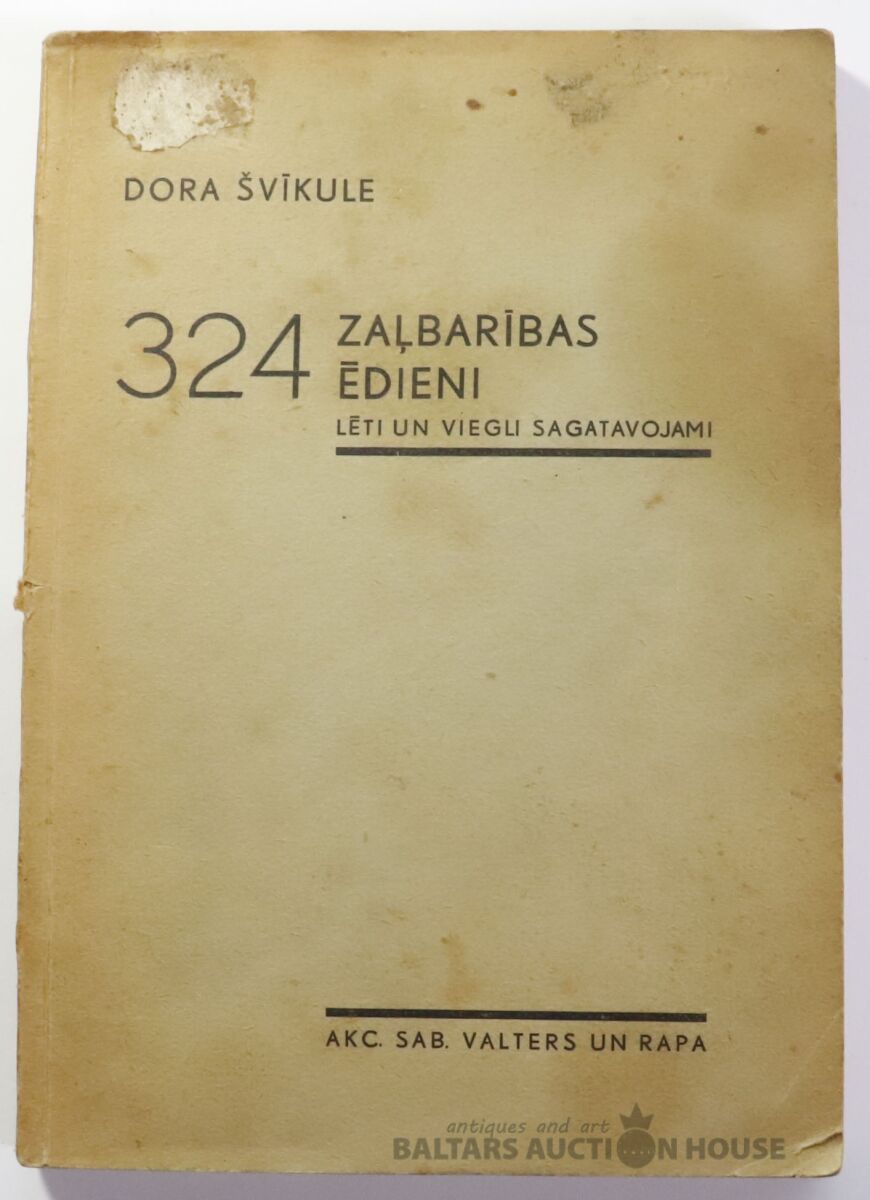 DORA ŠVĪKULE
324 ZAĻBARĪBAS
ĒDIENI
LĒTI UN VIEGLI SAGATAVOJAMI
AKC. SAB. VALTERS UN RAPA
antiques and art
BALTARS AUCTION HOUSE